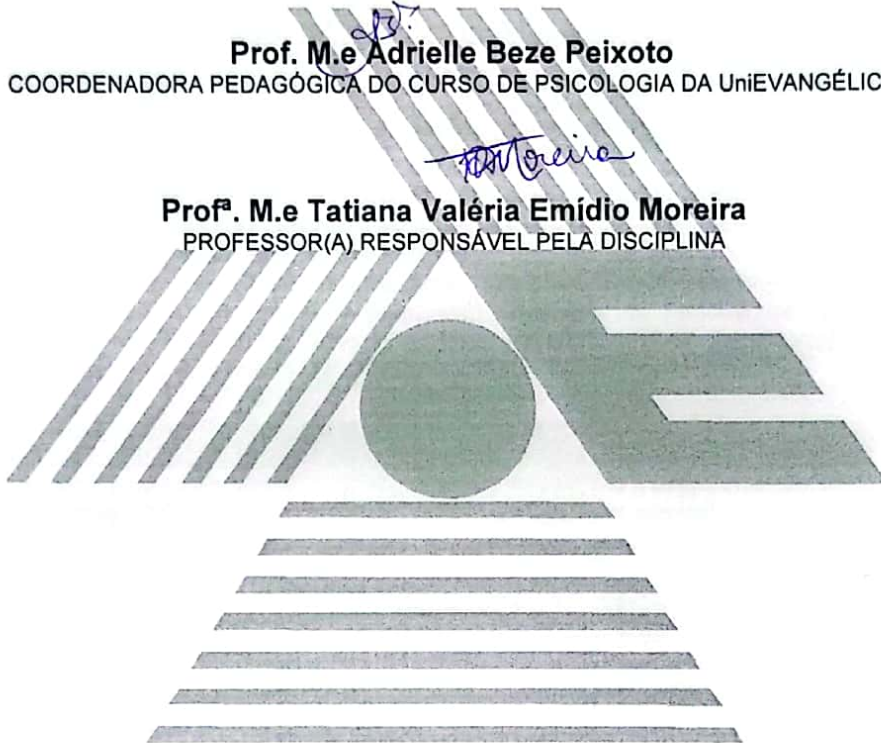 Prof. M.e Adrielle Beze Peixoto
COORDENADORA PEDAGÓGICA DO CURSO DE PSICOLOGIA DA UniEVANGÉLIC
Profª. M.e Tatiana Valéria Emídio Moreira
PROFESSOR(A) RESPONSÁVEL PELA DISCIPLINA